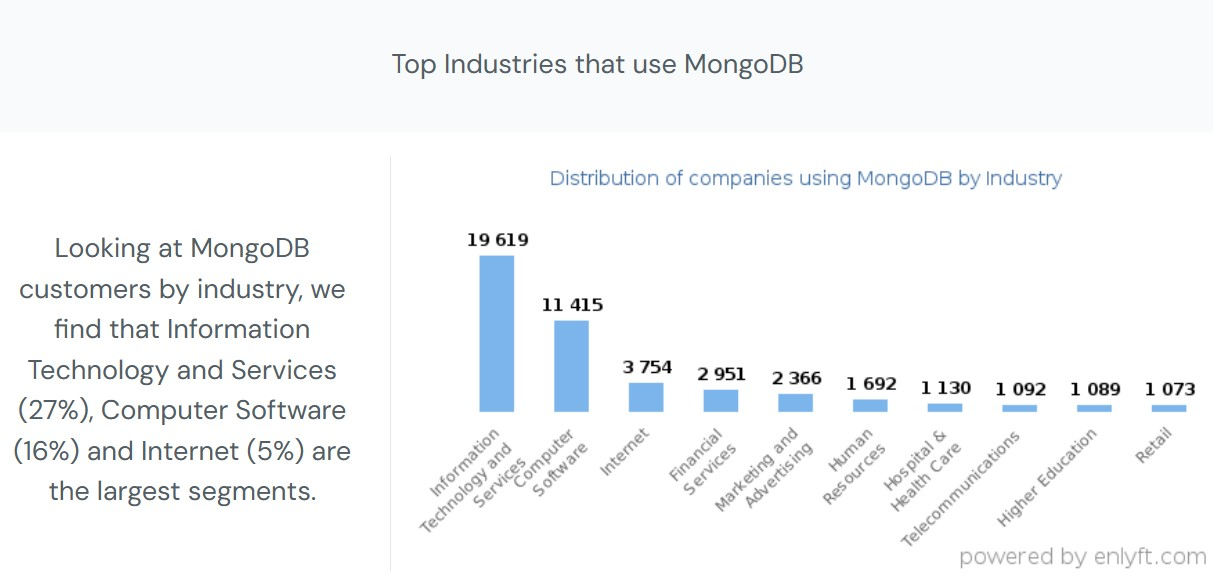 Top Industries that use MongoDB
Looking at MongoDB
customers by industry, we
find that Information
Technology and Services
(27%), Computer Software
(16%) and Internet (5%) are
the largest segments.
Distribution of companies using MongoDB by Industry
19 619
11 415
3 754
2 951
2 366
1 692
1 130
1 092
1 089
1 073
Information
Technology and
Services
Computer
Software
Internet
Financial
Services
Marketing and
Advertising
Human
Resources
Hospital &
Health Care
Telecommunications
Higher Education
Retail
powered by enlyft.com